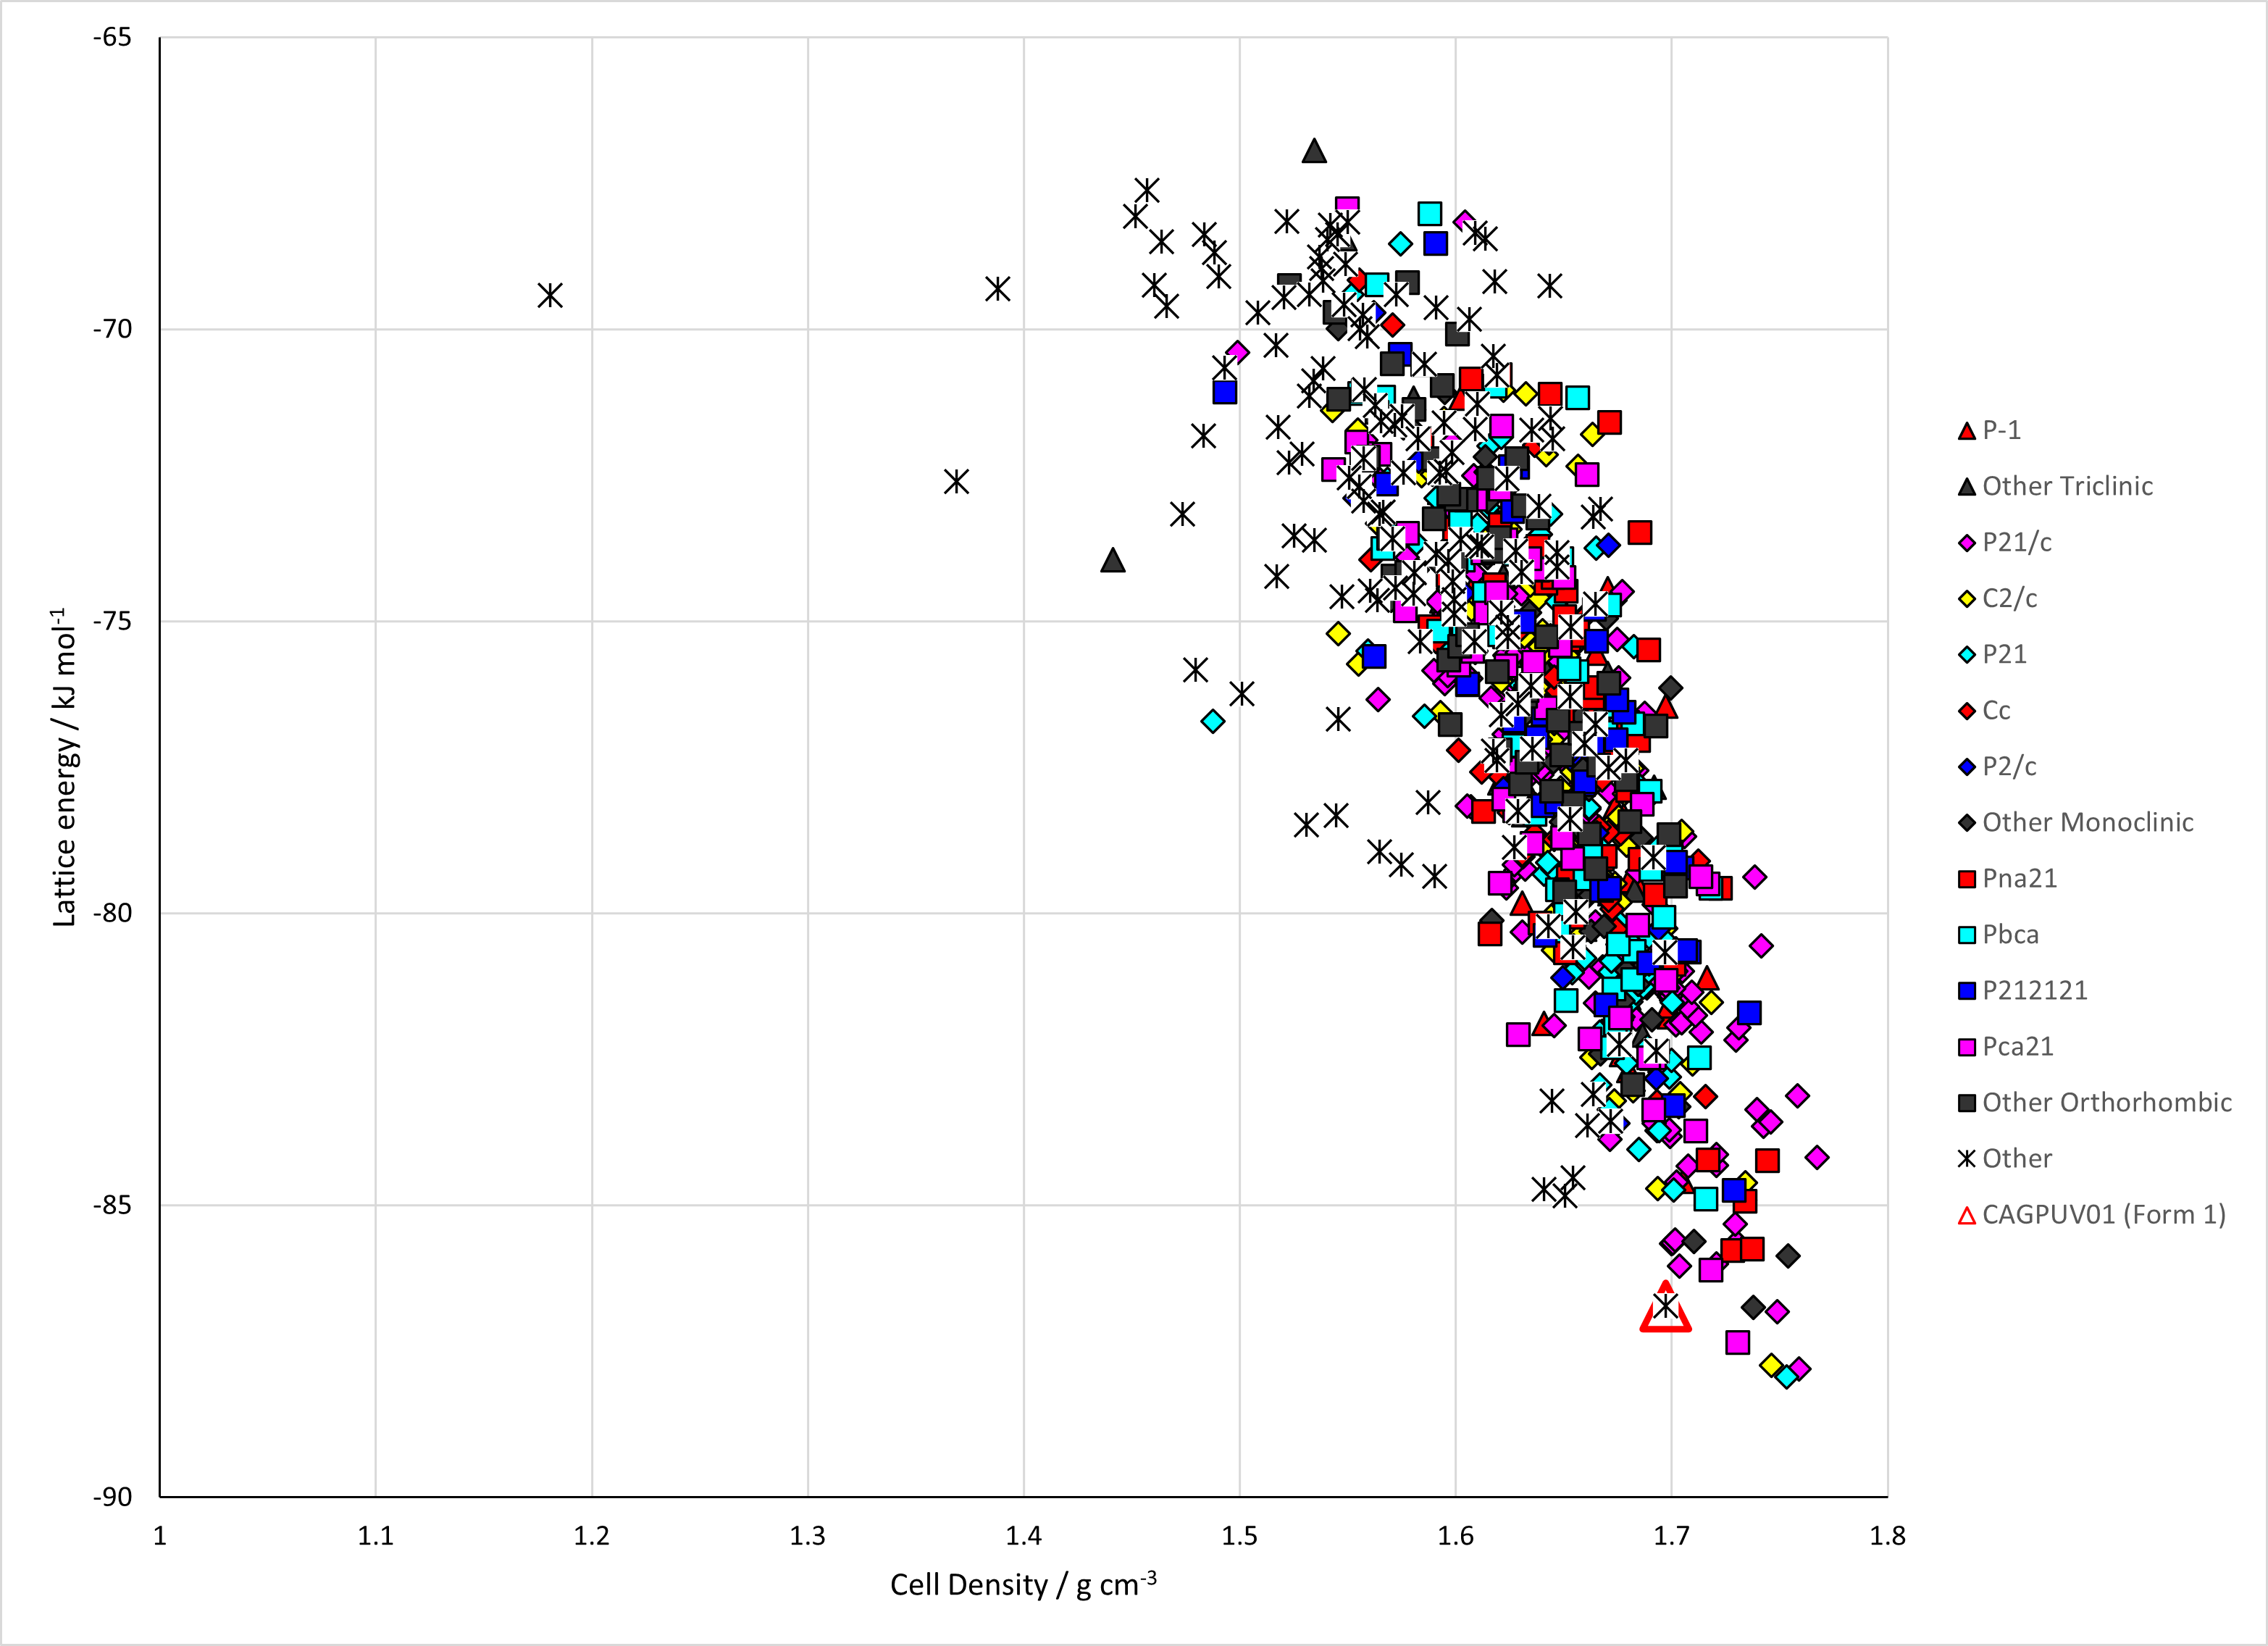 -65
-70
-75
-80
-85
-90
Lattice energy / kJ mol-1
1 1.1 1.2 1.3 1.4 1.5 1.6 1.7 1.8
Cell Density / g cm-3
P-1
Other Triclinic
P21/c
C2/c
P21
Cc
P2/c
Other Monoclinic
Pna21
Pbca
P212121
Pca21
Other Orthorhombic
Other
CAGPUV01 (Form 1)